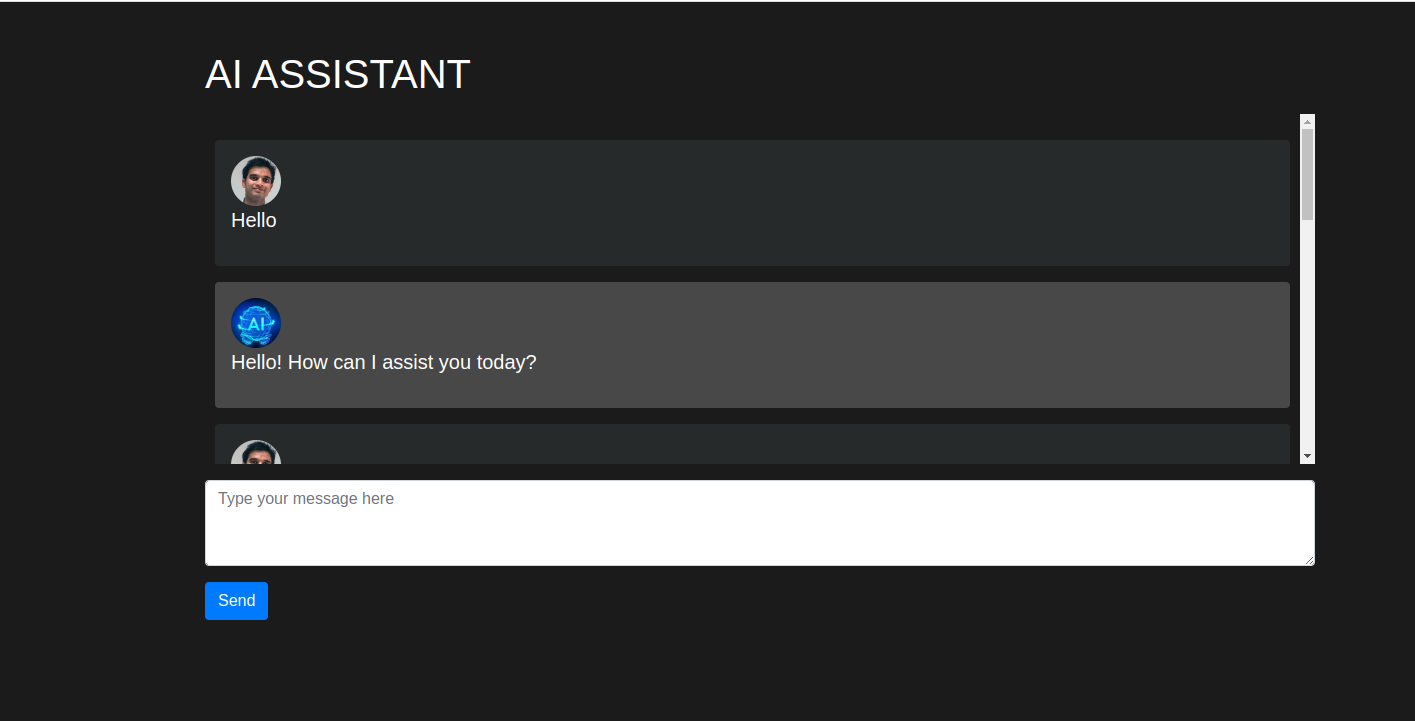 AI ASSISTANT
Hello
AI
Hello! How can I assist you today?
Type your message here
Send